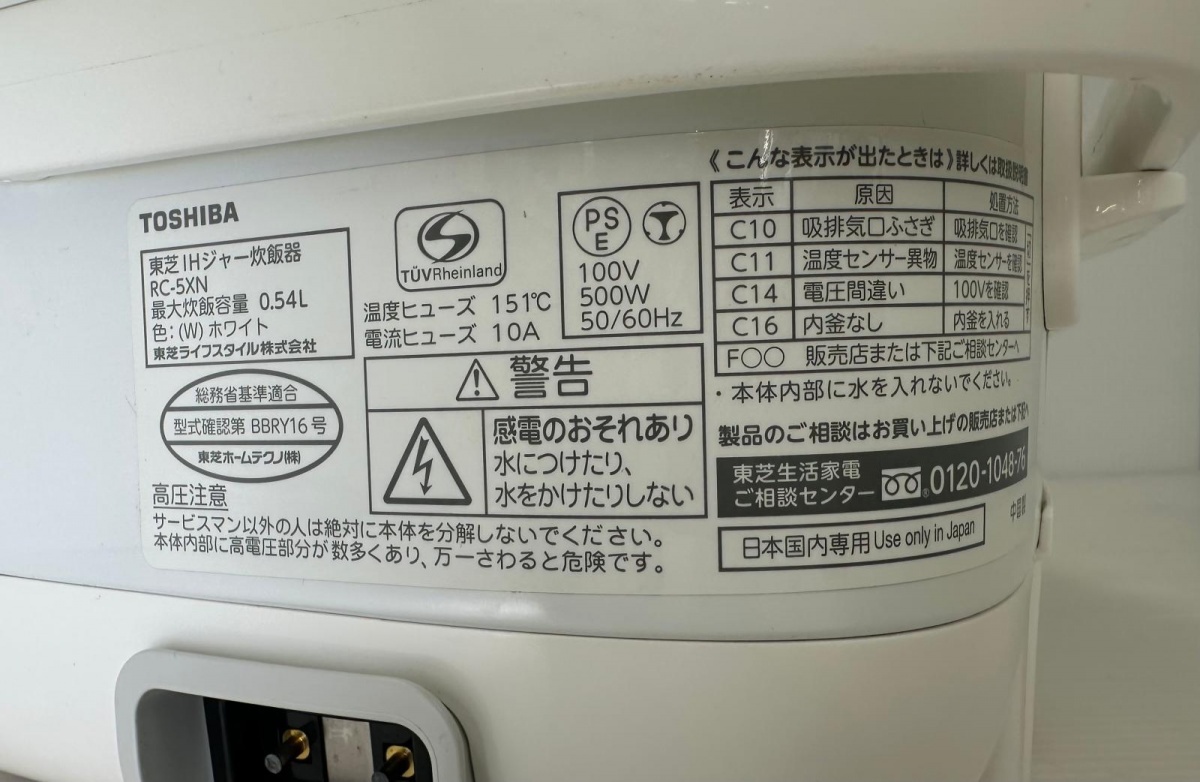 TOSHIBA
東芝IHジャー炊飯器
RC-5XN
最大炊飯容量 0.54L
色:(W) ホワイト
東芝ライフスタイル株式会社
総務省基準適合
型式確認第 BBRY16号
東芝ホームテクノ(株)
高圧注意
サービスマン以外の人は絶対に本体を分解しないでください。
本体内部に高電圧部分が数多くあり、万一さわると危険です。
TÜVRheinland
温度ヒューズ 151℃
電流ヒューズ 10A
PS
E
100V
500W
50/60Hz
警告
感電のおそれあり
水につけたり、
水をかけたりしない
《こんな表示が出たときは》詳しくは取扱説明書
表示 原因 処置方法
C10 吸排気口ふさぎ 吸排気口を確認
C11 温度センサー異物 温度センサーを確認
C14 電圧間違い 100Vを確認
C16 内釜なし 内釜を入れる
F○○ 販売店または下記ご相談センターへ
・本体内部に水を入れないでください。
製品のご相談はお買い上げの販売店または下記へ
東芝生活家電
ご相談センター 0120-1048-76
日本国内専用 Use only in Japan
中国製